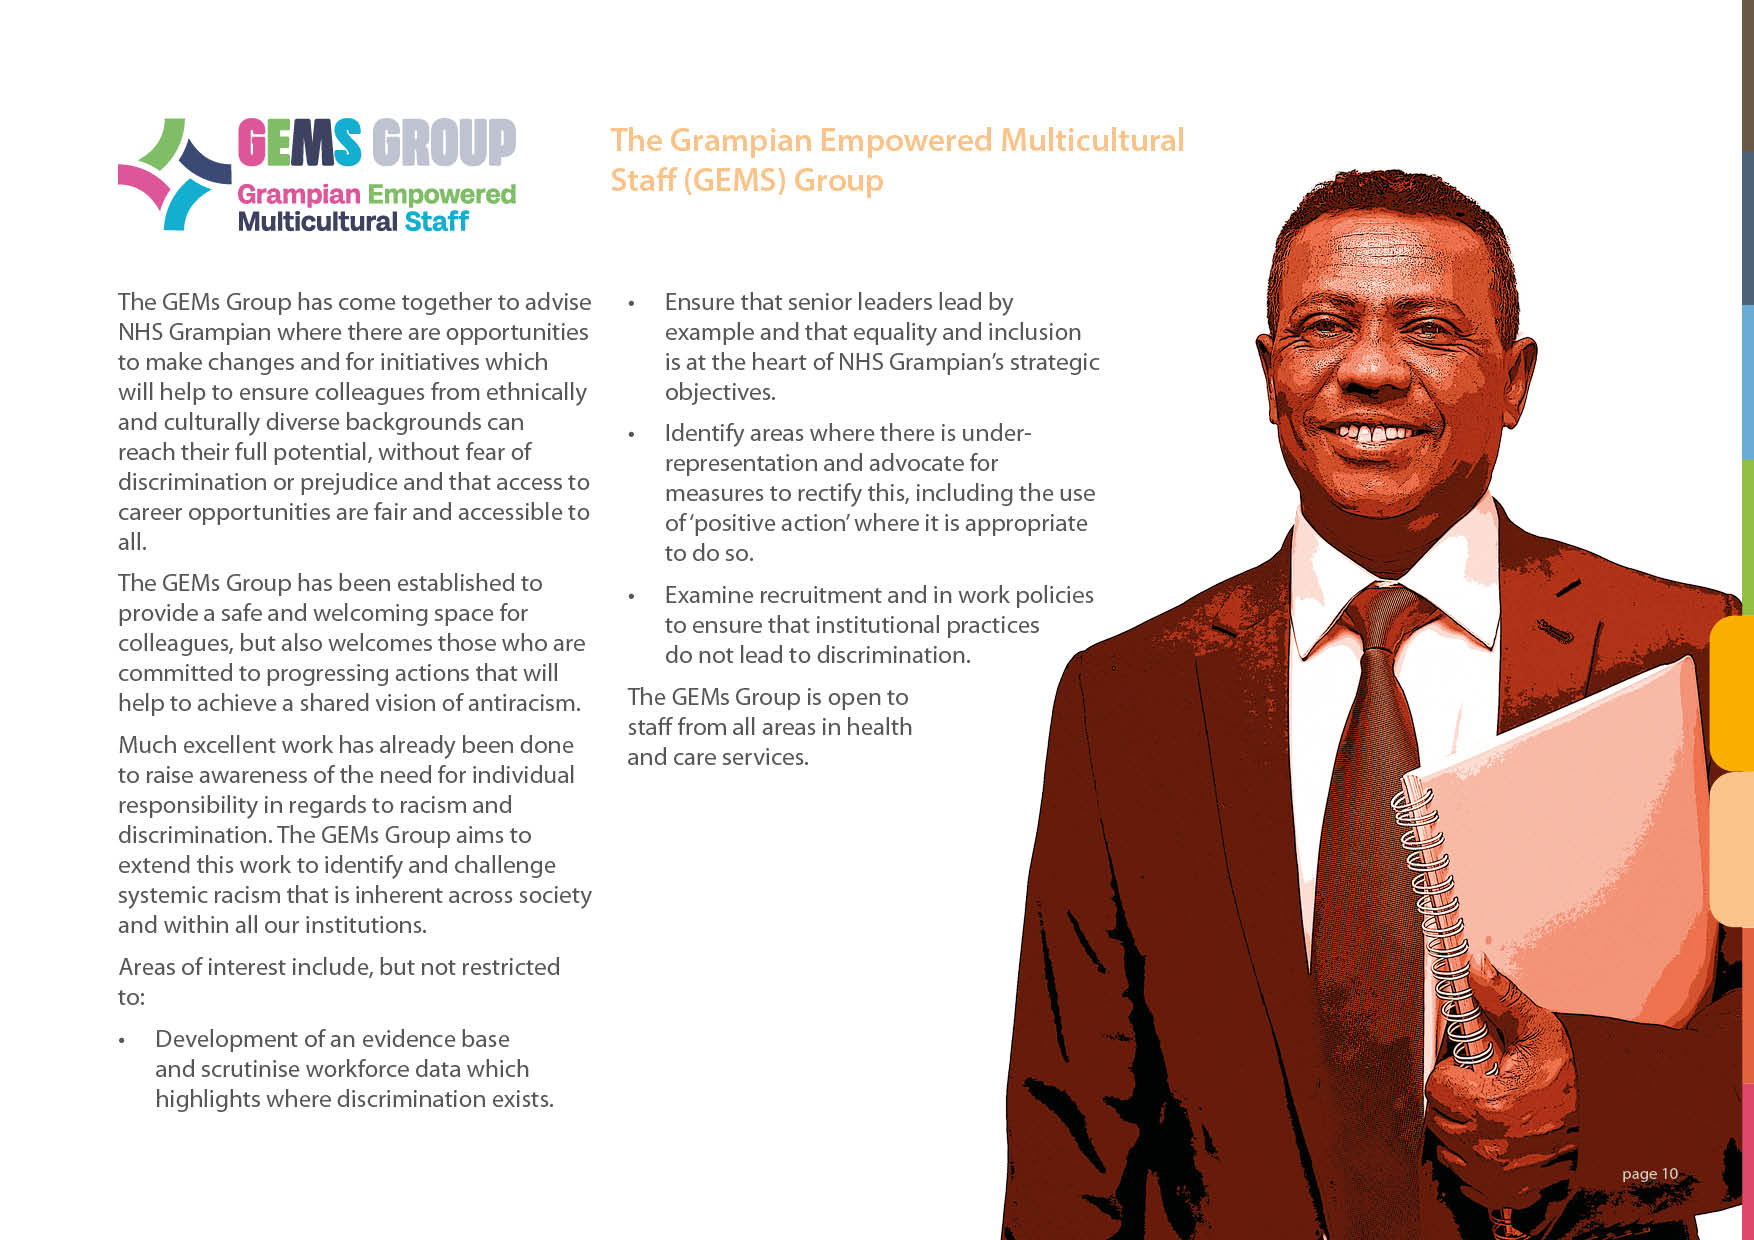 GEMS GROUP
Grampian Empowered
Multicultural Staff
The Grampian Empowered Multicultural
Staff (GEMS) Group
The GEMs Group has come together to advise
NHS Grampian where there are opportunities
to make changes and for initiatives which
will help to ensure colleagues from ethnically
and culturally diverse backgrounds can
reach their full potential, without fear of
discrimination or prejudice and that access to
career opportunities are fair and accessible to
all.
The GEMs Group has been established to
provide a safe and welcoming space for
colleagues, but also welcomes those who are
committed to progressing actions that will
help to achieve a shared vision of antiracism.
Much excellent work has already been done
to raise awareness of the need for individual
responsibility in regards to racism and
discrimination. The GEMs Group aims to
extend this work to identify and challenge
systemic racism that is inherent across society
and within all our institutions.
Areas of interest include, but not restricted
to:
• Development of an evidence base
and scrutinise workforce data which
highlights where discrimination exists.
• Ensure that senior leaders lead by
example and that equality and inclusion
is at the heart of NHS Grampian’s strategic
objectives.
• Identify areas where there is under-
representation and advocate for
measures to rectify this, including the use
of ‘positive action’ where it is appropriate
to do so.
• Examine recruitment and in work policies
to ensure that institutional practices
do not lead to discrimination.
The GEMs Group is open to
staff from all areas in health
and care services.
page 10